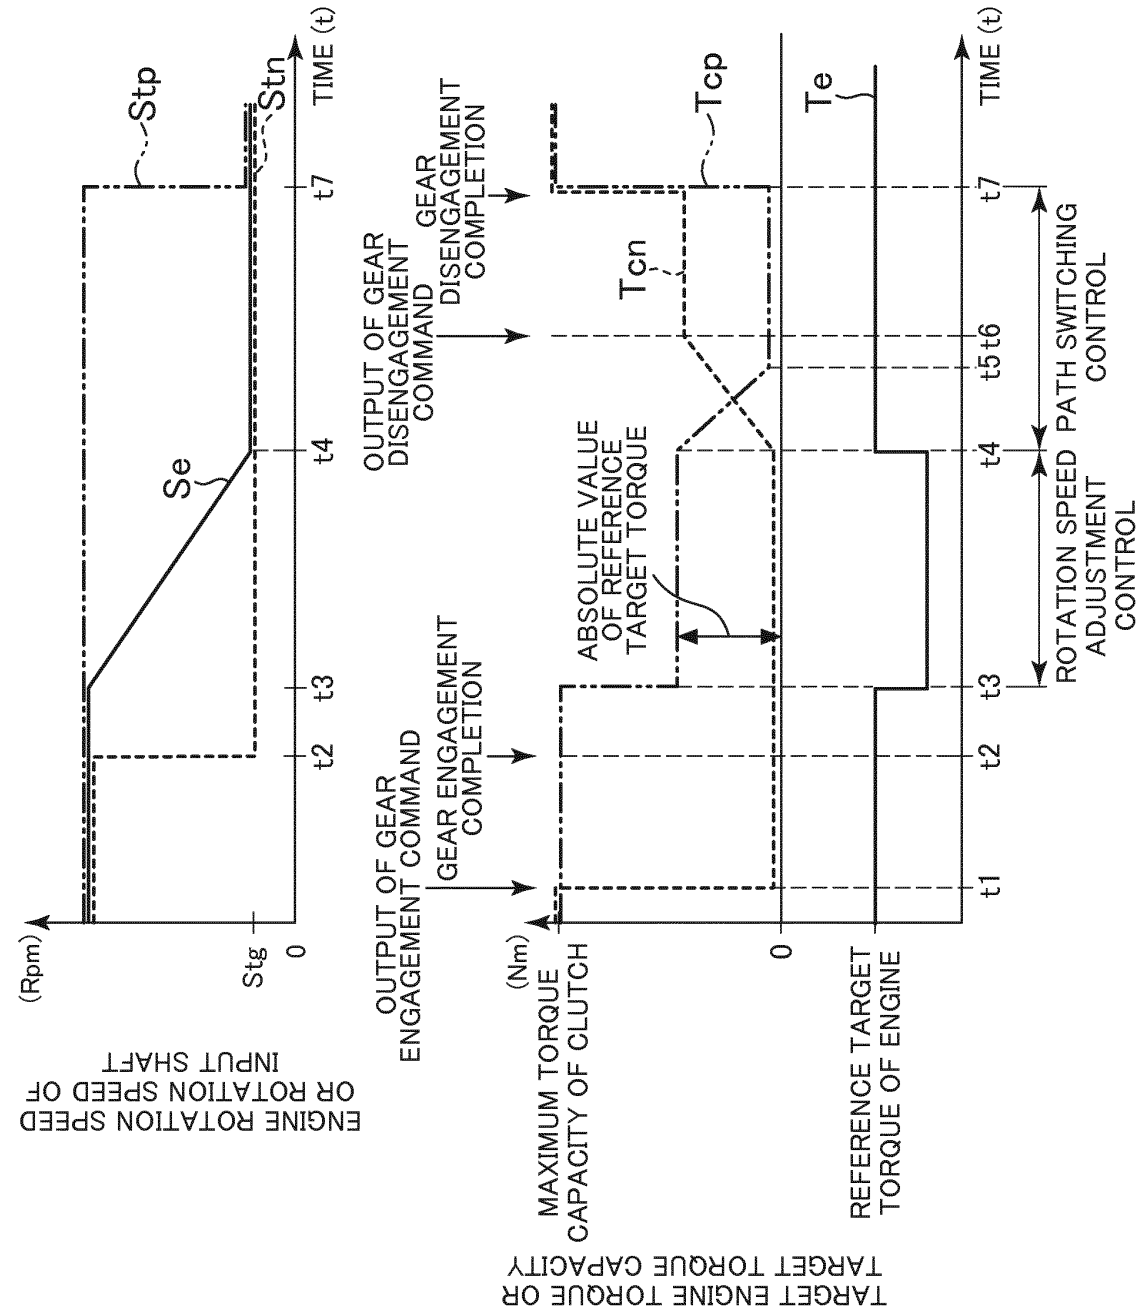 ENGINE ROTATION SPEED
OR ROTATION SPEED OF
INPUT SHAFT
(Rpm)
Stg
0
Se
Stp
Stn
t2
t3
t4
t7
TIME (t)
OUTPUT OF GEAR
ENGAGEMENT COMMAND
GEAR ENGAGEMENT
COMPLETION
OUTPUT OF GEAR
DISENGAGEMENT
COMMAND
GEAR
DISENGAGEMENT
COMPLETION
TARGET ENGINE TORQUE OR
TARGET TORQUE CAPACITY
(Nm)
MAXIMUM TORQUE
CAPACITY OF CLUTCH
0
REFERENCE TARGET
TORQUE OF ENGINE
ABSOLUTE VALUE
OF REFERENCE
TARGET TORQUE
Tcn
Tcp
Te
t1
t2
t3
t4
t5
t6
t7
TIME (t)
ROTATION SPEED
ADJUSTMENT
CONTROL
PATH SWITCHING
CONTROL